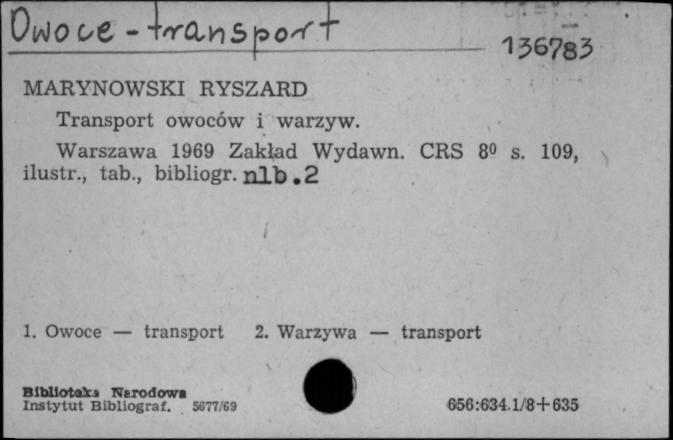 Owoce - transport
136783
MARYNOWSKI RYSZARD
Transport owoców i warzyw.
Warszawa 1969 Zakład Wydawn. CRS 8⁰ s. 109,
ilustr., tab., bibliogr. nlb.2
1. Owoce — transport 2. Warzywa — transport
Biblioteka Narodowa
Instytut Bibliograf. 5677/69
656:634.1/8+635